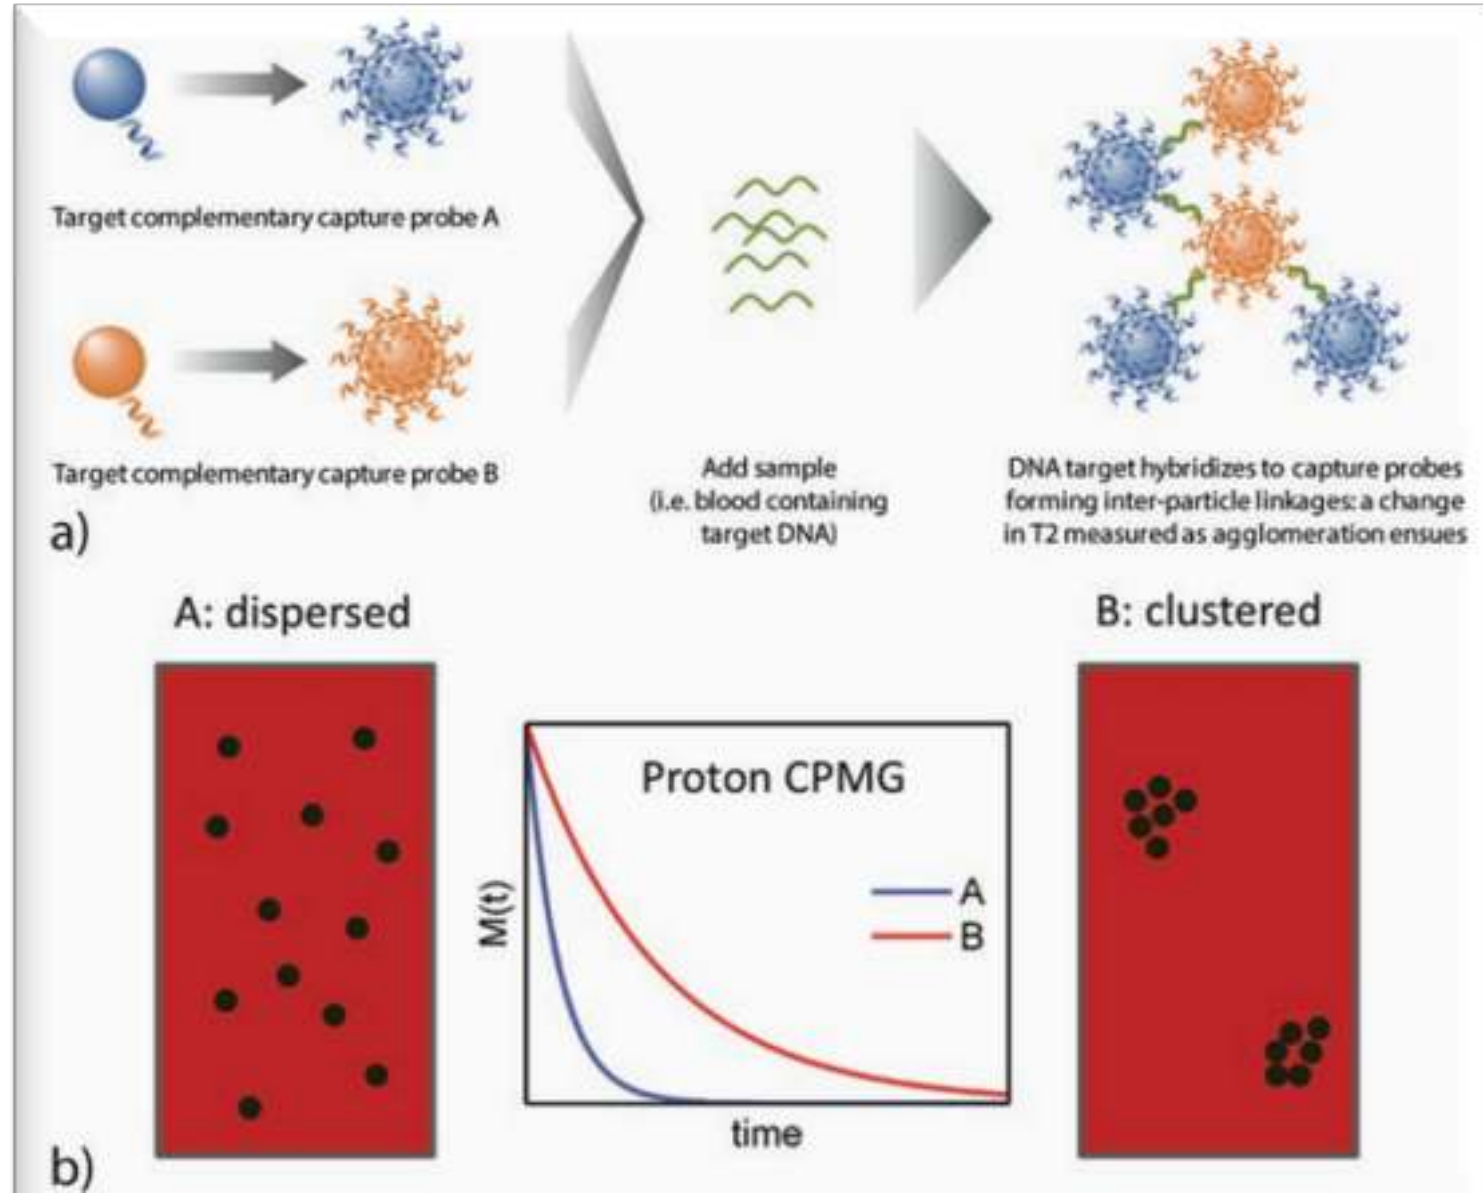 Target complementary capture probe A
Target complementary capture probe B
Add sample
(i.e. blood containing
target DNA)
DNA target hybridizes to capture probes
forming inter-particle linkages: a change
in T2 measured as agglomeration ensues
a)
A: dispersed
B: clustered
Proton CPMG
A
B
M(t)
time
b)